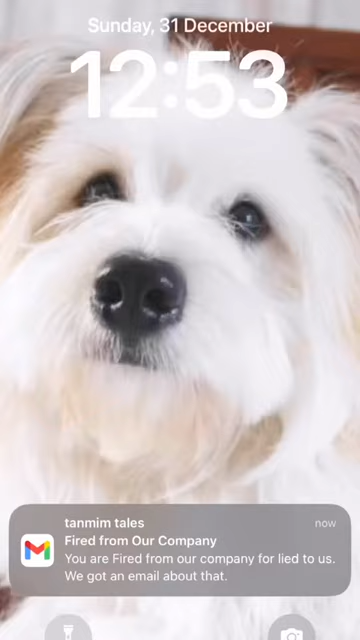 Sunday, 31 December
12:53
tanmim tales
now
Fired from Our Company
You are Fired from our company for lied to us.
We got an email about that.